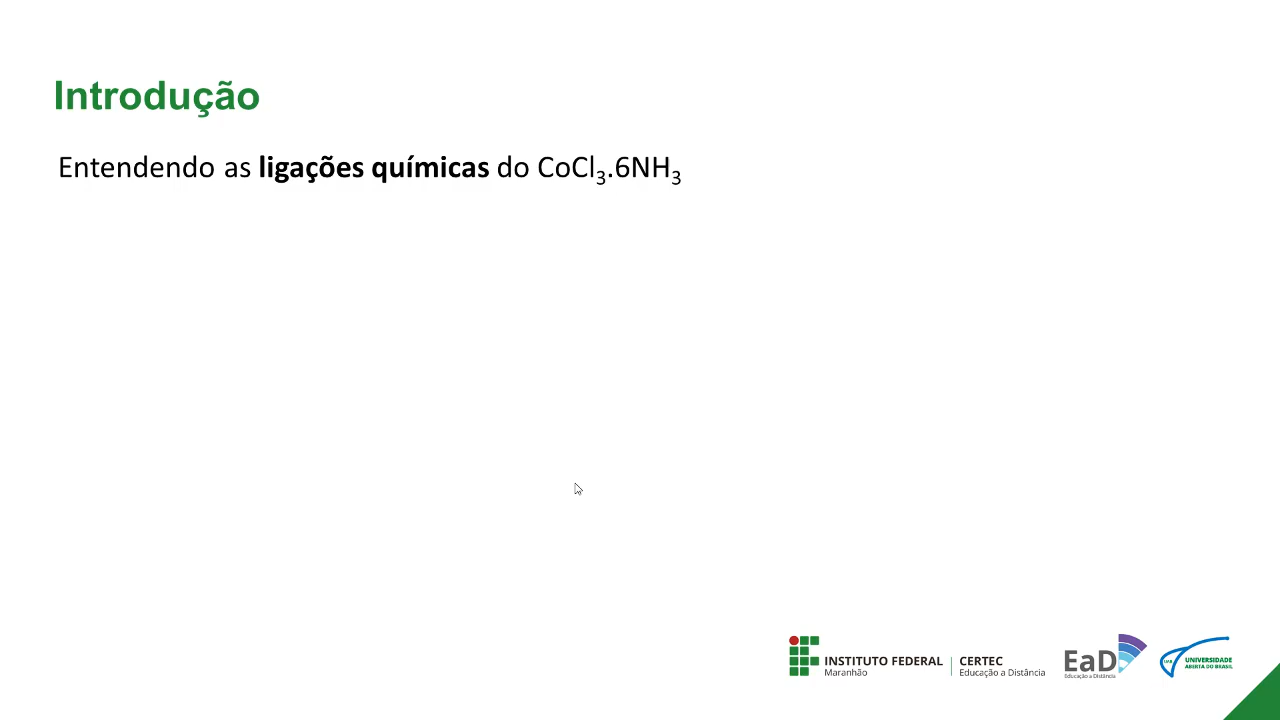 Introdução
Entendendo as ligações químicas do CoCl₃.6NH₃
INSTITUTO FEDERAL
Maranhão
CERTEC
Educação a Distância
EaD
Educação a Distância
UAB
UNIVERSIDADE
ABERTA DO BRASIL